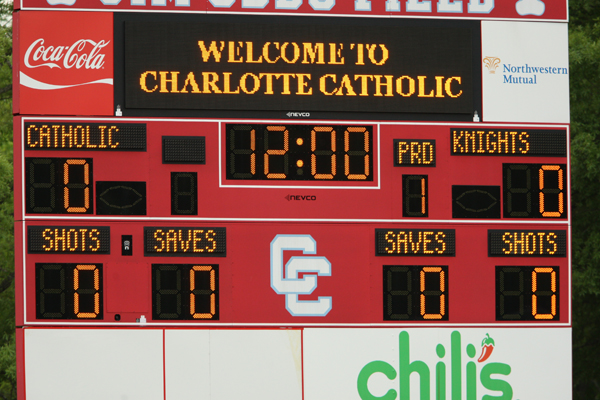 Coca-Cola
WELCOME TO
CHARLOTTE CATHOLIC
Northwestern
Mutual
NEVCO
CATHOLIC
12:00
PRD
KNIGHTS
0
1
0
NEVCO
SHOTS
SAVES
CC
SAVES
SHOTS
0
0
0
0
chili's